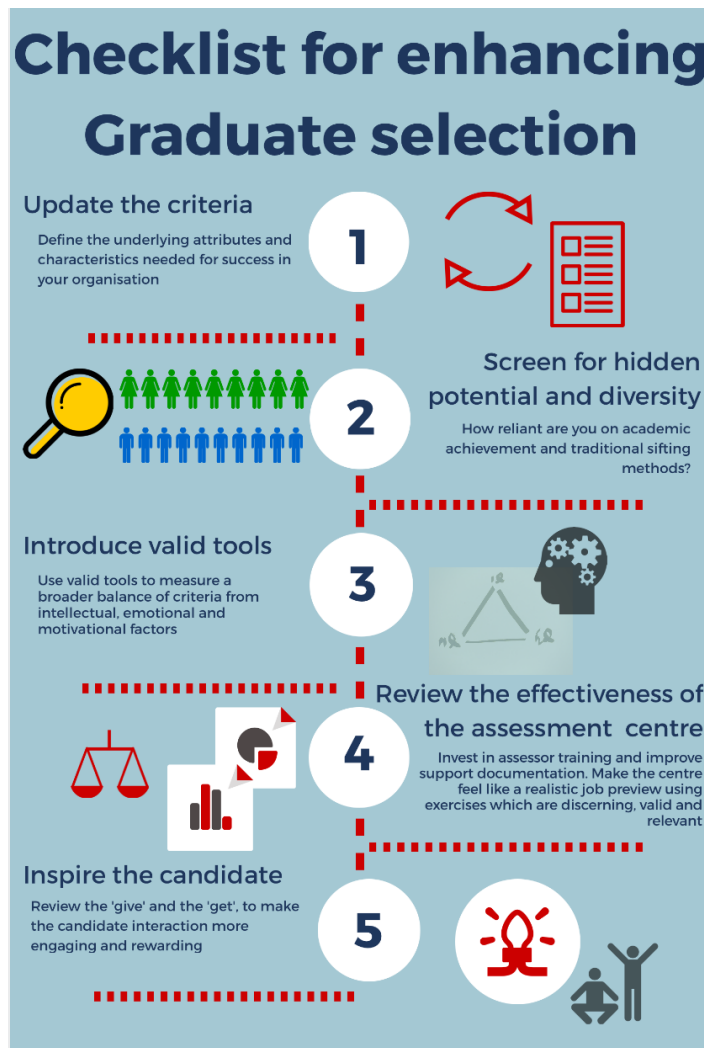 Checklist for enhancing
Graduate selection
Update the criteria
Define the underlying attributes and
characteristics needed for success in
your organisation
1
Screen for hidden
potential and diversity
How reliant are you on academic
achievement and traditional sifting
methods?
2
Introduce valid tools
Use valid tools to measure a
broader balance of criteria from
intellectual, emotional and
motivational factors
3
Review the effectiveness of
the assessment centre
Invest in assessor training and improve
support documentation. Make the centre
feel like a realistic job preview using
exercises which are discerning, valid and
relevant
4
Inspire the candidate
Review the 'give' and the 'get', to make
the candidate interaction more
engaging and rewarding
5